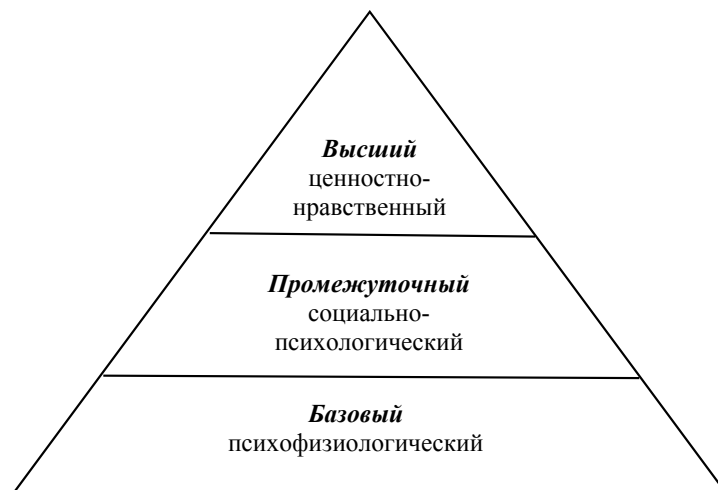 Высший
ценностно-
нравственный
Промежуточный
социально-
психологический
Базовый
психофизиологический